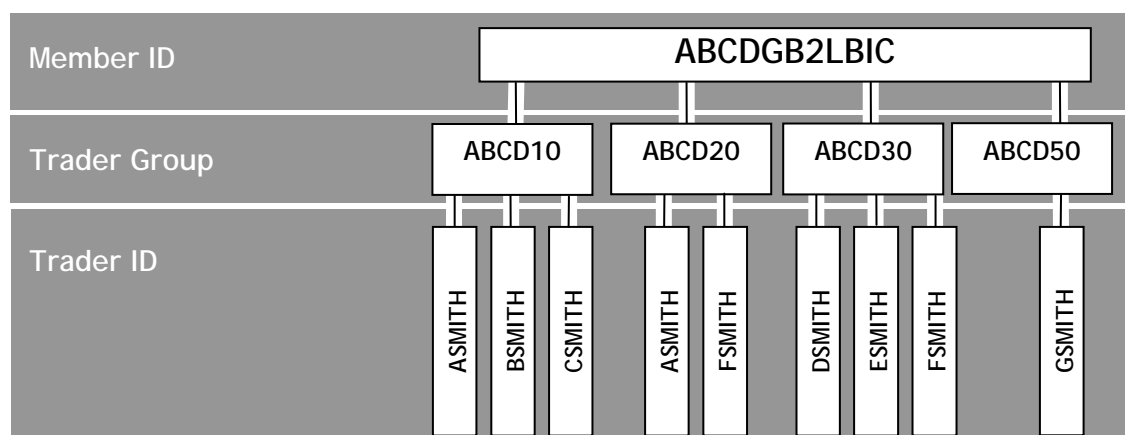 Member ID
ABCDGB2LBIC
Trader Group
ABCD10
ABCD20
ABCD30
ABCD50
Trader ID
ASMITH
BSMITH
CSMITH
ASMITH
FSMITH
DSMITH
ESMITH
FSMITH
GSMITH